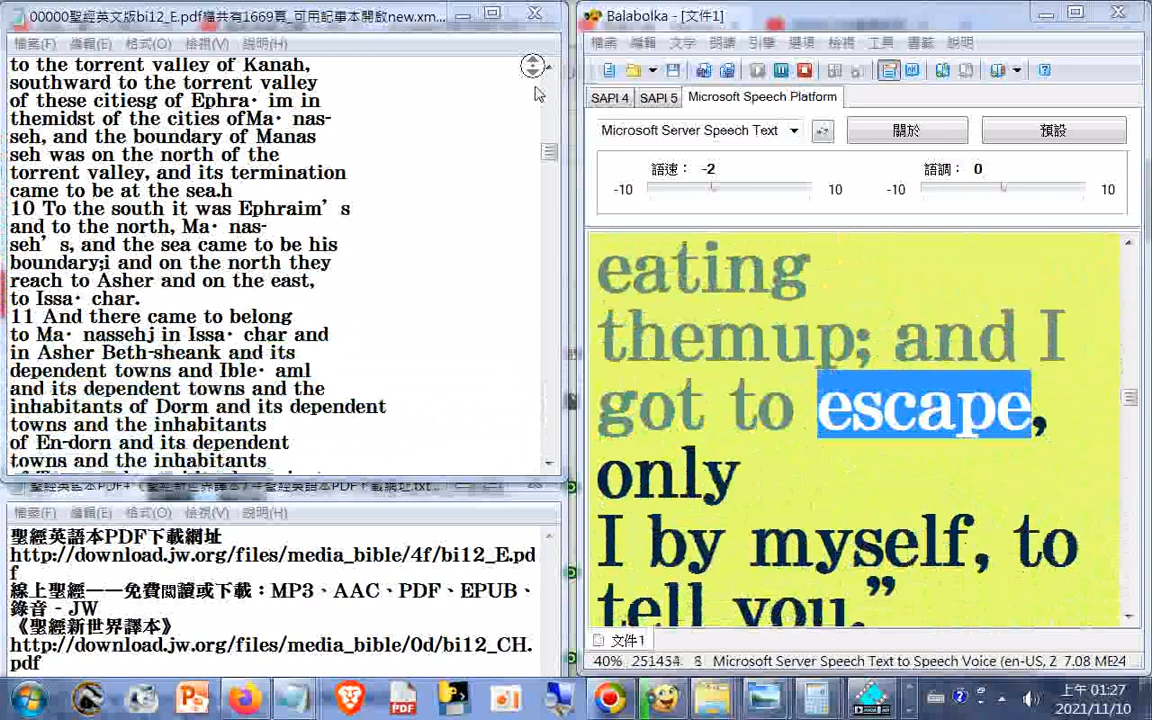 00000聖經英文版bi12_E.pdf檔共有1669頁_可用記事本開啟new.xm...
檔案(F) 編輯(E) 格式(O) 檢視(V) 說明(H)
to the torrent valley of Kanah,
southward to the torrent valley
of these citiesg of Ephra·im in
themidst of the cities ofMa·nas-
seh, and the boundary of Manas
seh was on the north of the
torrent valley, and its termination
came to be at the sea.h
10 To the south it was Ephraim's
and to the north, Ma·nas-
seh's, and the sea came to be his
boundary;i and on the north they
reach to Asher and on the east,
to Issa·char.
11 And there came to belong
to Ma·nassehj in Issa·char and
in Asher Beth-sheank and its
dependent towns and Ible·aml
and its dependent towns and the
inhabitants of Dorm and its dependent
towns and the inhabitants
of En-dorn and its dependent
towns and the inhabitants
檔案(F) 編輯(E) 格式(O) 檢視(V) 說明(H)
聖經英語本PDF下載網址
http://download.jw.org/files/media_bible/4f/bi12_E.pd
f
線上聖經——免費閱讀或下載：MP3、AAC、PDF、EPUB、
錄音 - JW
《聖經新世界譯本》
http://download.jw.org/files/media_bible/0d/bi12_CH.
pdf
Balabolka - [文件1]
檔案 編輯 文字 朗讀 引擎 選項 檢視 工具 書籤 說明
SAPI 4 SAPI 5 Microsoft Speech Platform
Microsoft Server Speech Text 關於 預設
語速： -2 語調： 0
-10 10 -10 10
eating
themup; and I
got to escape,
only
I by myself, to
tell you.”
文件1
40% Microsoft Server Speech Text to Speech Voice (en-US, Z 7.08 ME
上午 01:27
2021/11/10